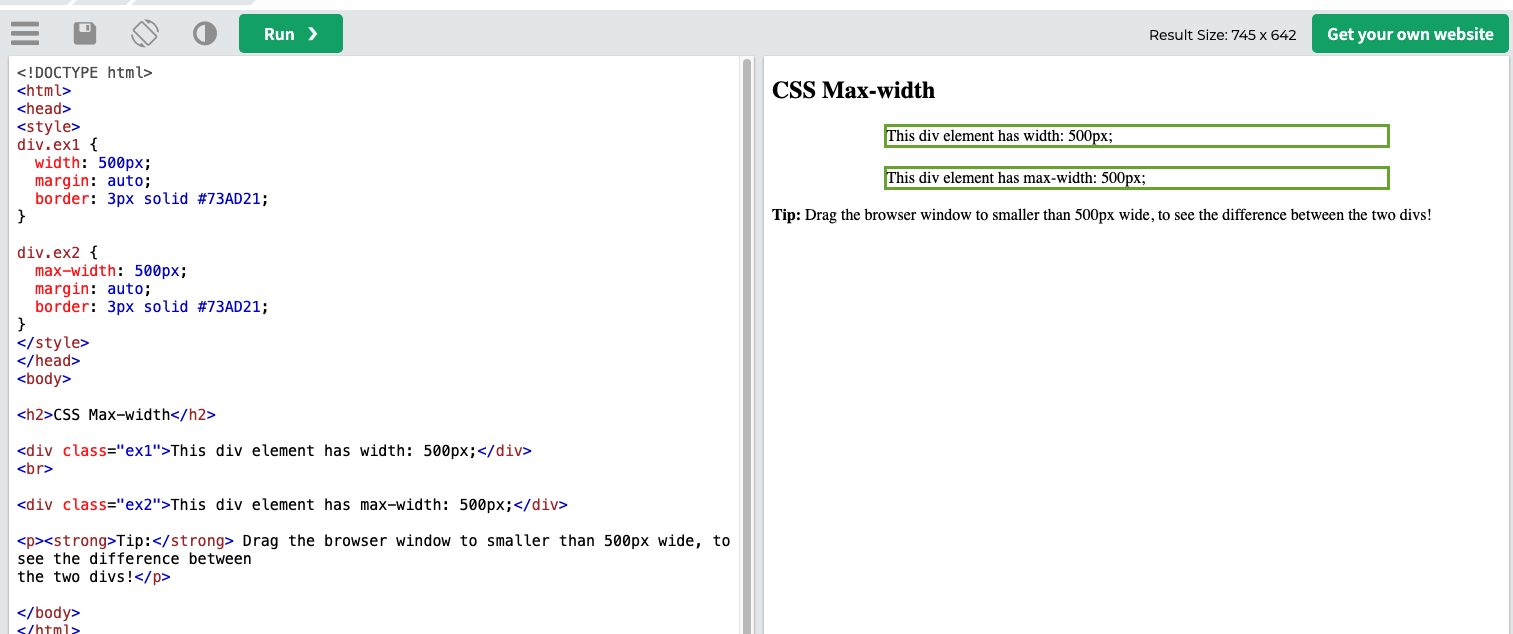 Run ❯
Result Size: 745 x 642
Get your own website
<!DOCTYPE html>
<html>
<head>
<style>
div.ex1 {
  width: 500px;
  margin: auto;
  border: 3px solid #73AD21;
}

div.ex2 {
  max-width: 500px;
  margin: auto;
  border: 3px solid #73AD21;
}
</style>
</head>
<body>

<h2>CSS Max-width</h2>

<div class="ex1">This div element has width: 500px;</div>
<br>

<div class="ex2">This div element has max-width: 500px;</div>

<p><strong>Tip:</strong> Drag the browser window to smaller than 500px wide, to
see the difference between
the two divs!</p>

</body>
</html>
CSS Max-width
This div element has width: 500px;
This div element has max-width: 500px;
Tip: Drag the browser window to smaller than 500px wide, to see the difference between the two divs!